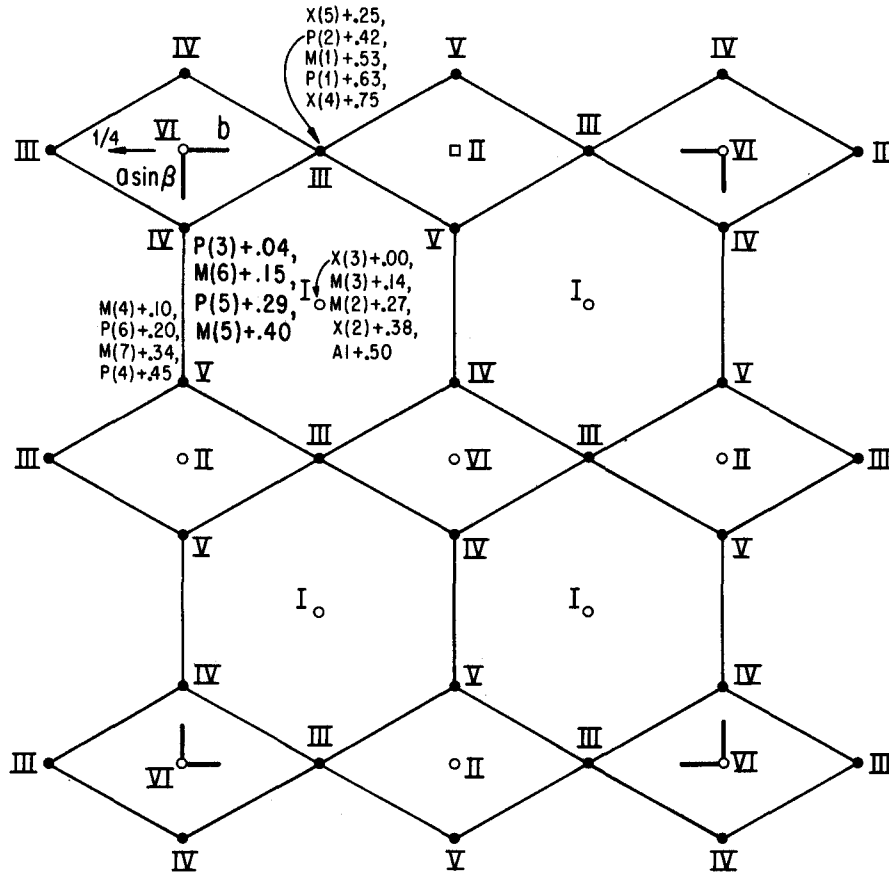 X(5)+.25,
P(2)+.42,
M(1)+.53,
P(1)+.63,
X(4)+.75
IV V IV
III 1/4 VI b III II III VI II
a sin β
IV V IV
P(3)+.04,
M(6)+.15,
P(5)+.29,
M(5)+.40
I
X(3)+.00,
M(3)+.14,
M(2)+.27,
X(2)+.38,
Al+.50
I
M(4)+.10,
P(6)+.20,
M(7)+.34,
P(4)+.45
V IV V
III II III VI III II III
V IV V
I I
IV V IV
III VI III II III VI III
IV V IV